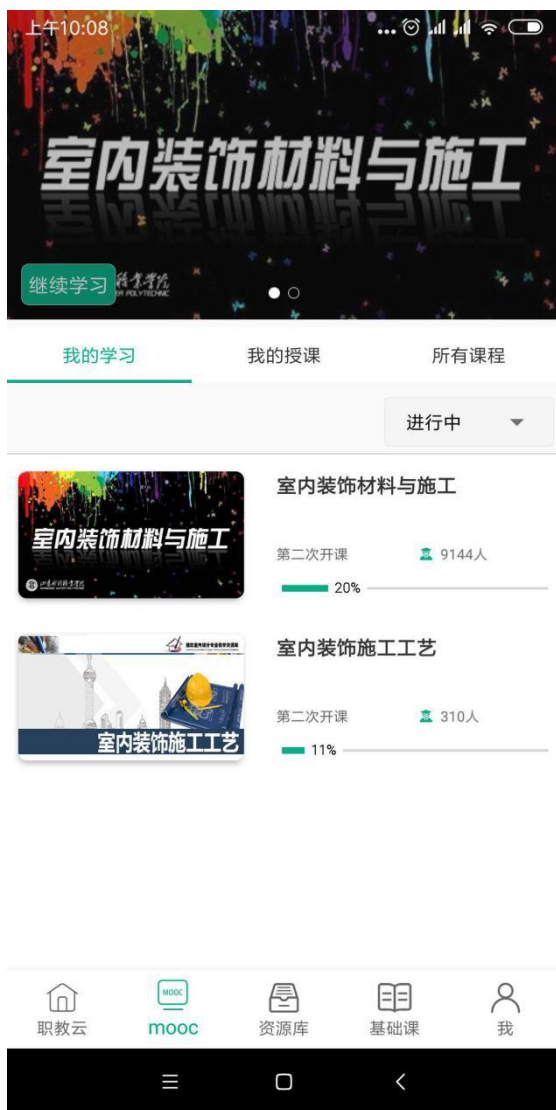 上午10:08
室内装饰材料与施工
继续学习
我的学习
我的授课
所有课程
进行中
室内装饰材料与施工
室内装饰材料与施工
第二次开课
9144人
20%
室内装饰施工工艺
室内装饰施工工艺
第二次开课
310人
11%
MOOC
职教云
mooc
资源库
基础课
我